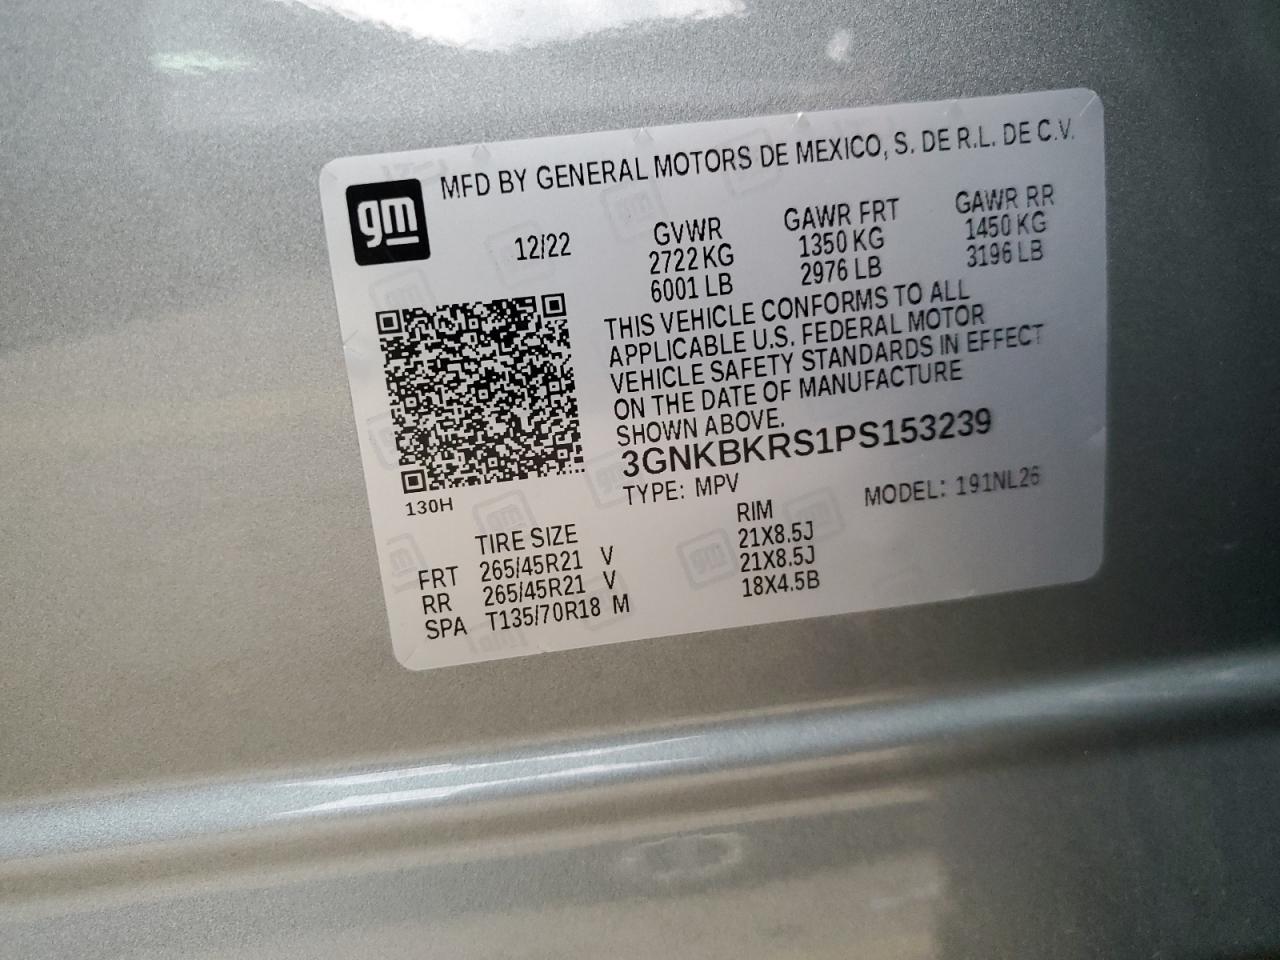 gm
MFD BY GENERAL MOTORS DE MEXICO, S. DE R.L. DE C.V.
12/22
GVWR GAWR FRT GAWR RR
2722 KG 1350 KG 1450 KG
6001 LB 2976 LB 3196 LB
THIS VEHICLE CONFORMS TO ALL
APPLICABLE U.S. FEDERAL MOTOR
VEHICLE SAFETY STANDARDS IN EFFECT
ON THE DATE OF MANUFACTURE
SHOWN ABOVE.
3GNKBKRS1PS153239
TYPE: MPV MODEL: 191NL26
130H
TIRE SIZE RIM
FRT 265/45R21 V 21X8.5J
RR 265/45R21 V 21X8.5J
SPA T135/70R18 M 18X4.5B